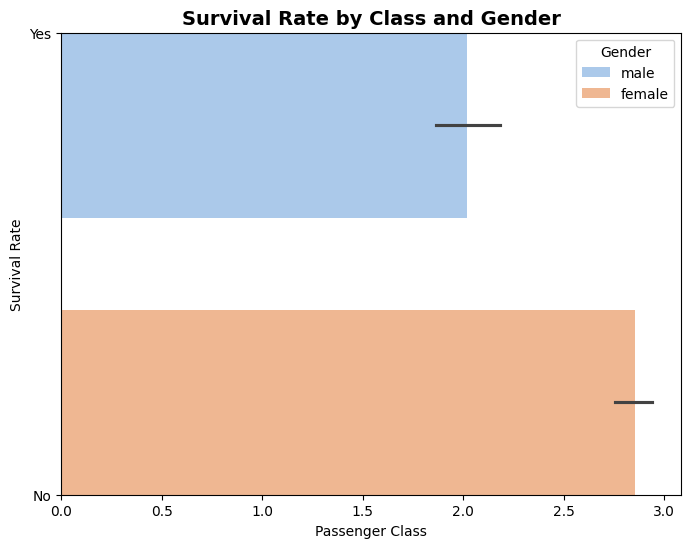 Survival Rate by Class and Gender
Yes
No
Survival Rate
Gender
male
female
0.0 0.5 1.0 1.5 2.0 2.5 3.0
Passenger Class